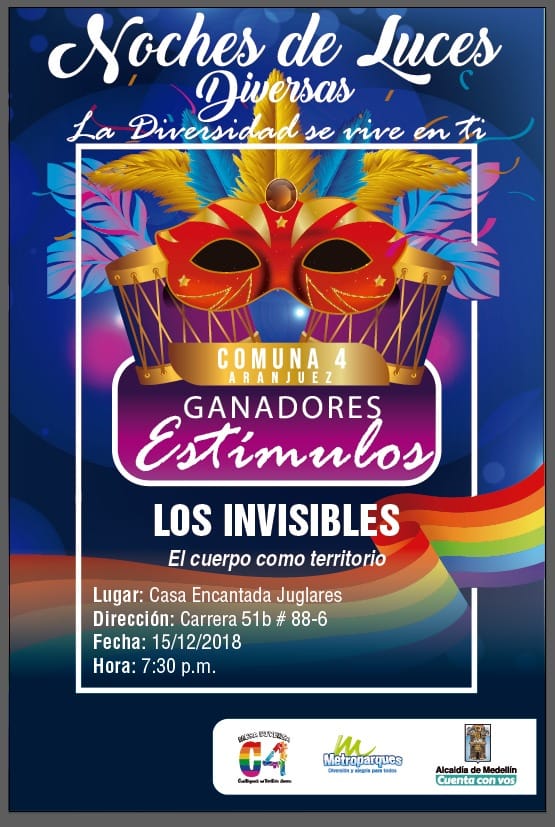 Noches de Luces
Diversas
La Diversidad se vive en ti
COMUNA 4
ARANJUEZ
GANADORES
Estímulos
LOS INVISIBLES
El cuerpo como territorio
Lugar: Casa Encantada Juglares
Dirección: Carrera 51b # 88-6
Fecha: 15/12/2018
Hora: 7:30 p.m.
C4
Metroparques
Diversión y alegría para todos
Alcaldía de Medellín
Cuenta con vos